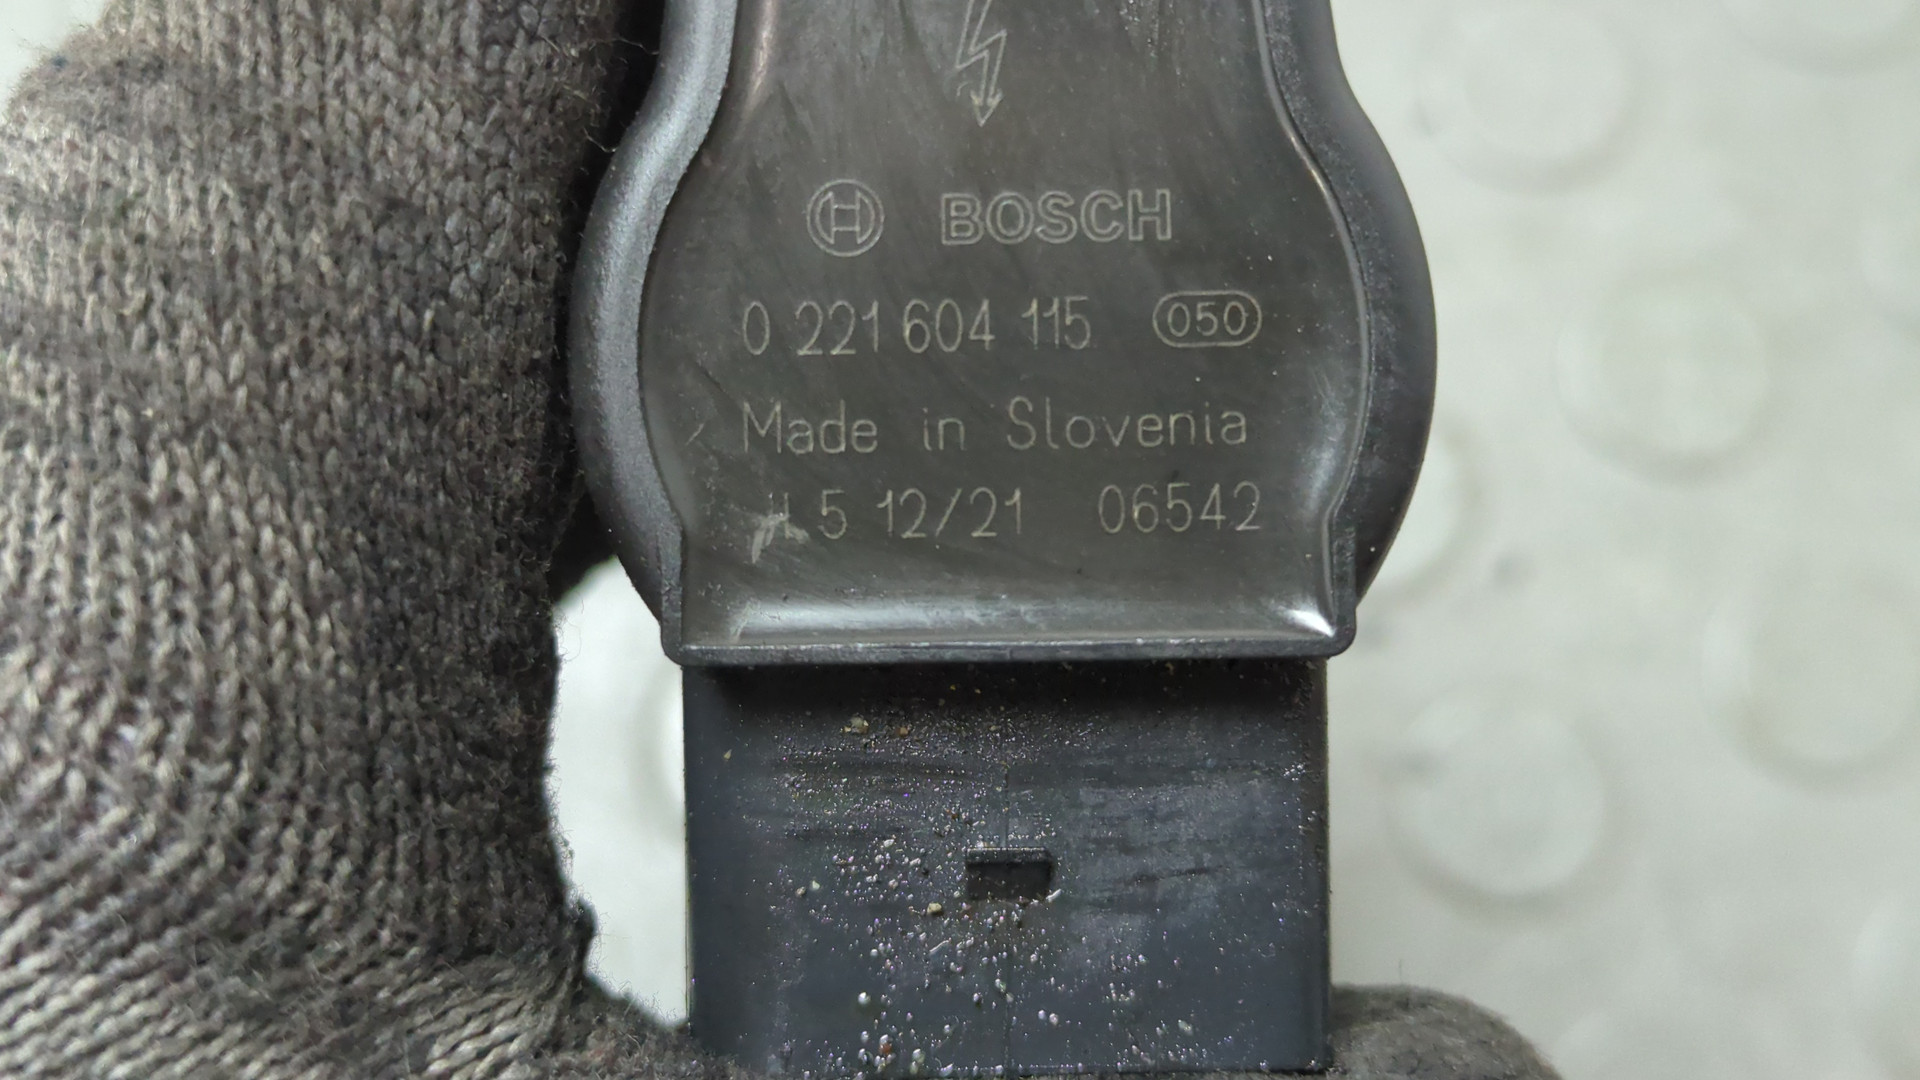 BOSCH
0 221 604 115 050
Made in Slovenia
5 12/21 06542